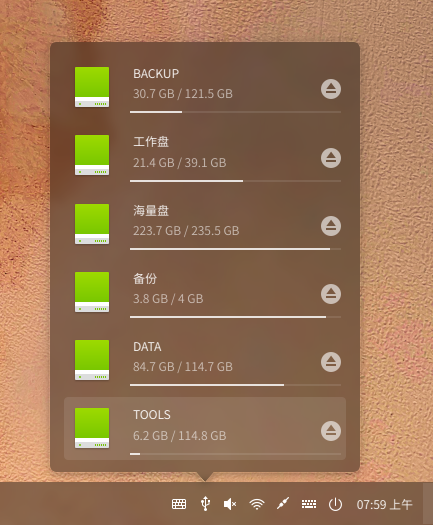 BACKUP
30.7 GB / 121.5 GB
工作盘
21.4 GB / 39.1 GB
海量盘
223.7 GB / 235.5 GB
备份
3.8 GB / 4 GB
DATA
84.7 GB / 114.7 GB
TOOLS
6.2 GB / 114.8 GB
07:59 上午